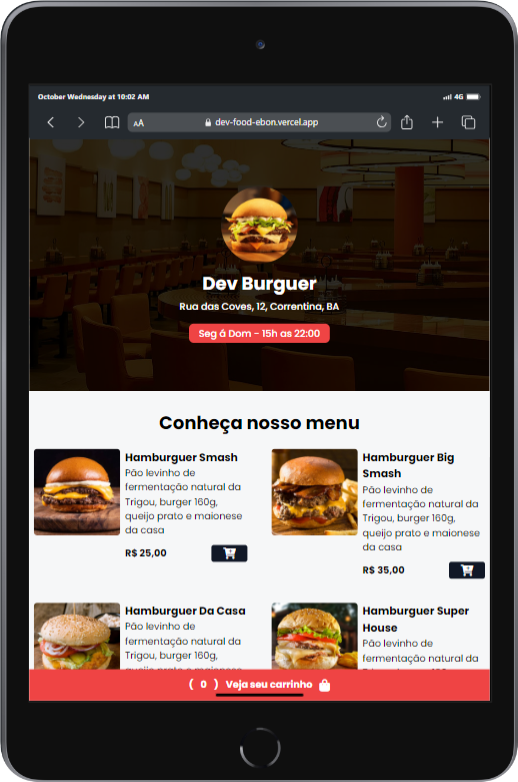 October Wednesday at 10:02 AM
4G
AA
dev-food-ebon.vercel.app
Dev Burguer
Rua das Coves, 12, Correntina, BA
Seg á Dom - 15h as 22:00
Conheça nosso menu
Hamburguer Smash
Pão levinho de
fermentação natural da
Trigou, burger 160g,
queijo prato e maionese
da casa
R$ 25,00
Hamburguer Big
Smash
Pão levinho de
fermentação natural da
Trigou, burger 160g,
queijo prato e maionese
da casa
R$ 35,00
Hamburguer Da Casa
Pão levinho de
fermentação natural da
Trigou, burger 160g,
queijo prato e maionese
Hamburguer Super
House
Pão levinho de
fermentação natural da
( 0 ) Veja seu carrinho